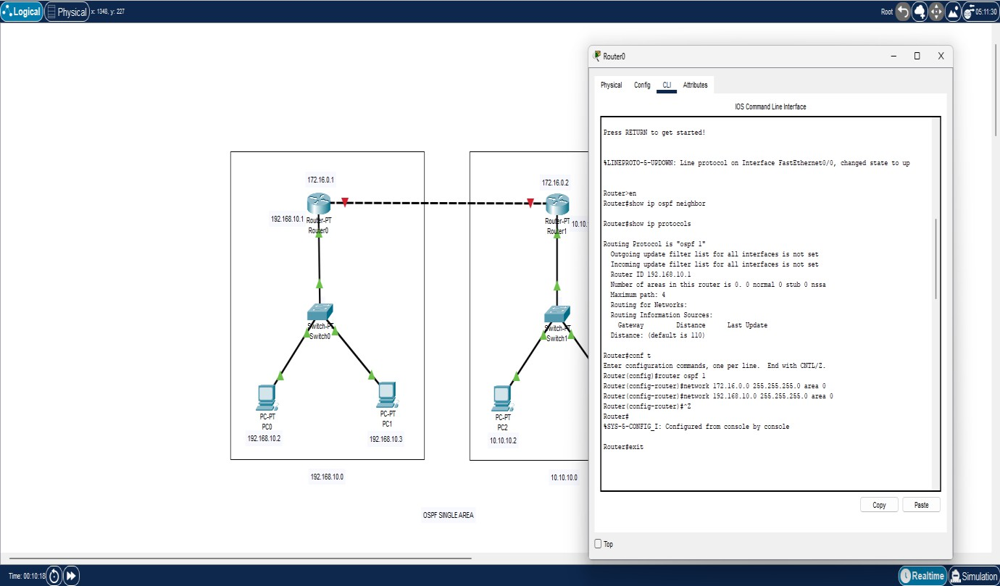 Logical
Physical
x: 1348, y: 227
Root
05:11:30
172.16.0.1
192.168.10.1
Router-PT
Router0
172.16.0.2
Router-PT
Router1
10.10.
Switch-PT
Switch0
Switch-PT
Switch1
PC-PT
PC0
192.168.10.2
PC-PT
PC1
192.168.10.3
PC-PT
PC2
10.10.10.2
192.168.10.0
10.10.10.0
OSPF SINGLE AREA
Router0
Physical
Config
CLI
Attributes
IOS Command Line Interface
Press RETURN to get started!
%LINEPROTO-5-UPDOWN: Line protocol on Interface FastEthernet0/0, changed state to up
Router>en
Router#show ip ospf neighbor
Router#show ip protocols
Routing Protocol is "ospf 1"
Outgoing update filter list for all interfaces is not set
Incoming update filter list for all interfaces is not set
Router ID 192.168.10.1
Number of areas in this router is 0. 0 normal 0 stub 0 nssa
Maximum path: 4
Routing for Networks:
Routing Information Sources:
Gateway Distance Last Update
Distance: (default is 110)
Router#conf t
Enter configuration commands, one per line. End with CNTL/Z.
Router(config)#router ospf 1
Router(config-router)#network 172.16.0.0 255.255.255.0 area 0
Router(config-router)#network 192.168.10.0 255.255.255.0 area 0
Router(config-router)#^Z
Router#
%SYS-5-CONFIG_I: Configured from console by console
Router#exit
Copy
Paste
Top
Time: 00:10:18
Realtime
Simulation